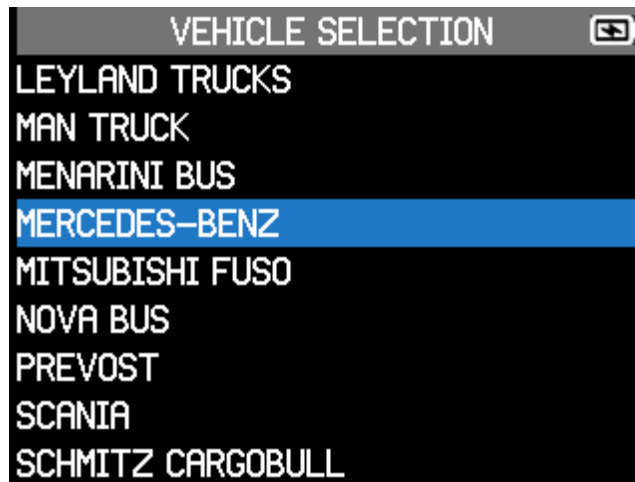 VEHICLE SELECTION
LEYLAND TRUCKS
MAN TRUCK
MENARINI BUS
MERCEDES-BENZ
MITSUBISHI FUSO
NOVA BUS
PREVOST
SCANIA
SCHMITZ CARGOBULL